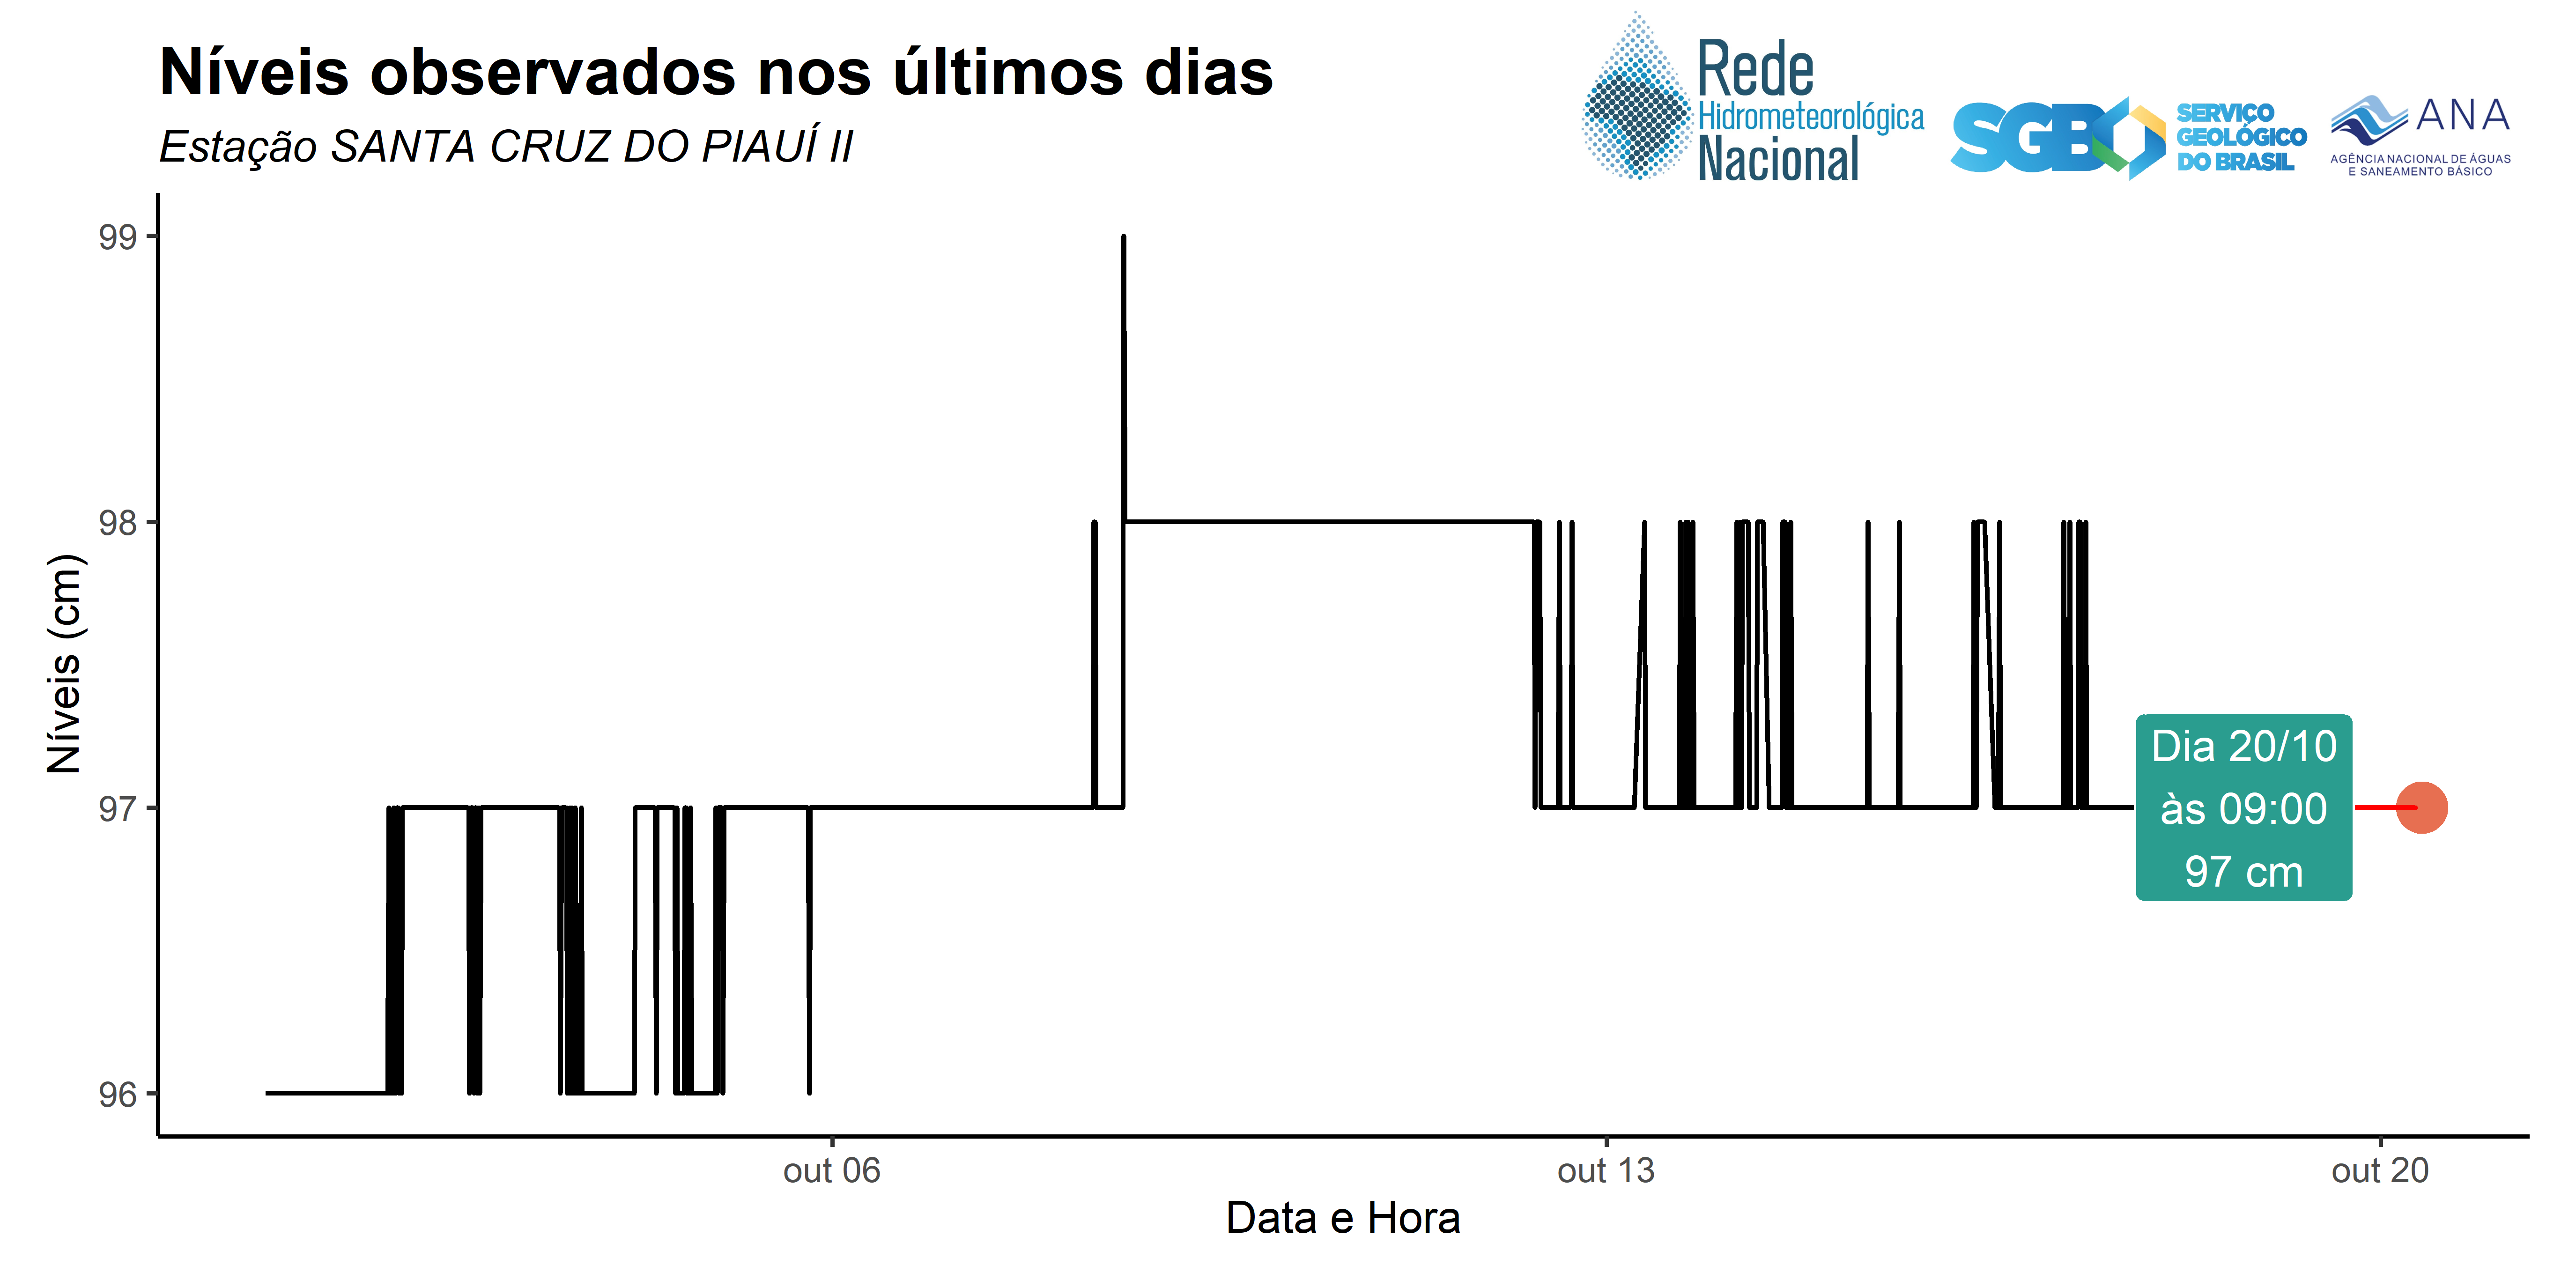 Níveis observados nos últimos dias
Estação SANTA CRUZ DO PIAUÍ II
Rede
Hidrometeorológica
Nacional
SGB
SERVIÇO
GEOLÓGICO
DO BRASIL
ANA
AGÊNCIA NACIONAL DE ÁGUAS
E SANEAMENTO BÁSICO
Níveis (cm)
99
98
97
96
Dia 20/10
às 09:00
97 cm
out 06
out 13
out 20
Data e Hora